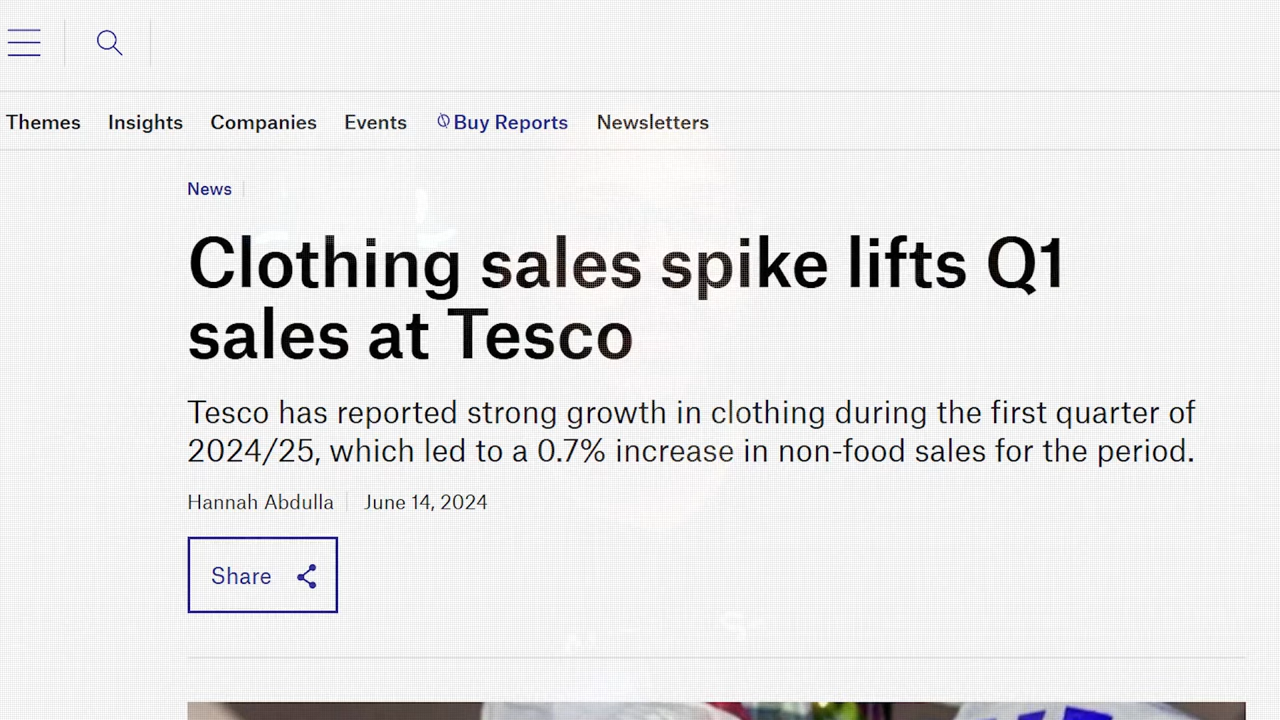 Themes Insights Companies Events Buy Reports Newsletters
News
Clothing sales spike lifts Q1
sales at Tesco
Tesco has reported strong growth in clothing during the first quarter of
2024/25, which led to a 0.7% increase in non-food sales for the period.
Hannah Abdulla June 14, 2024
Share